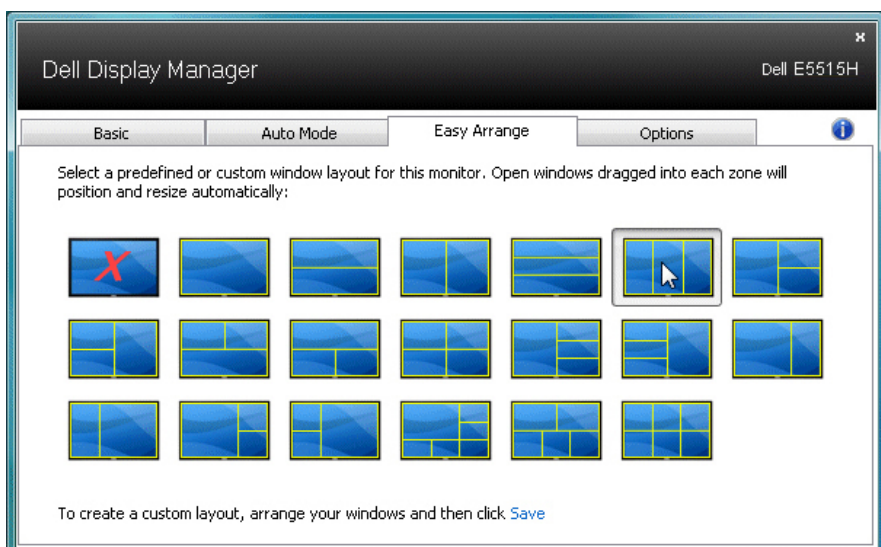 Dell Display Manager
Dell E5515H
Basic
Auto Mode
Easy Arrange
Options
Select a predefined or custom window layout for this monitor. Open windows dragged into each zone will
position and resize automatically:
To create a custom layout, arrange your windows and then click Save